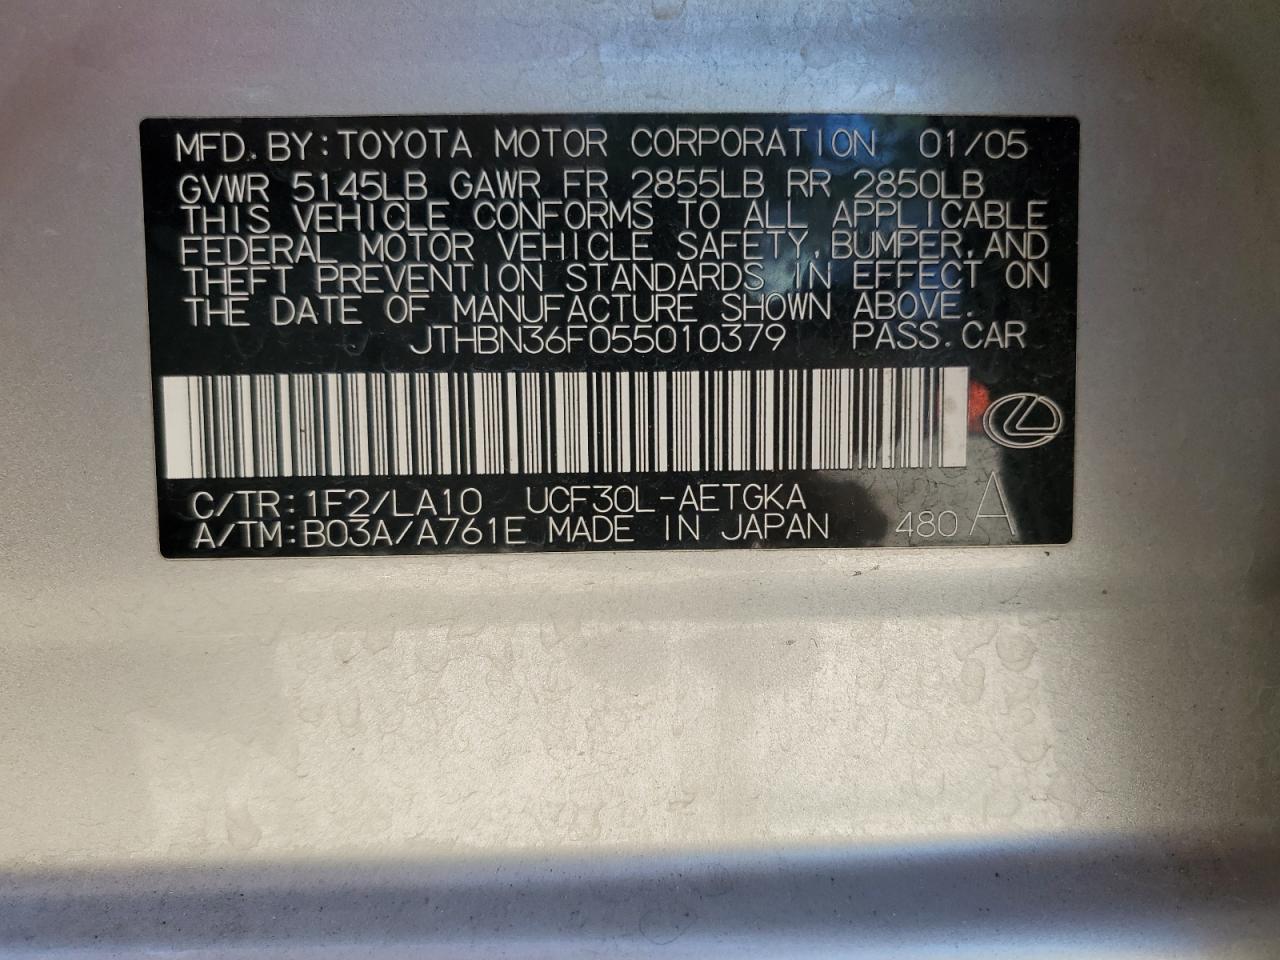 MFD. BY:TOYOTA MOTOR CORPORATION 01/05
GVWR 5145LB GAWR FR 2855LB RR 2850LB
THIS VEHICLE CONFORMS TO ALL APPLICABLE
FEDERAL MOTOR VEHICLE SAFETY,BUMPER,AND
THEFT PREVENTION STANDARDS IN EFFECT ON
THE DATE OF MANUFACTURE SHOWN ABOVE.
JTHBN36F055010379 PASS.CAR
C/TR:1F2/LA10 UCF30L-AETGKA
A/TM:B03A/A761E MADE IN JAPAN 480 A